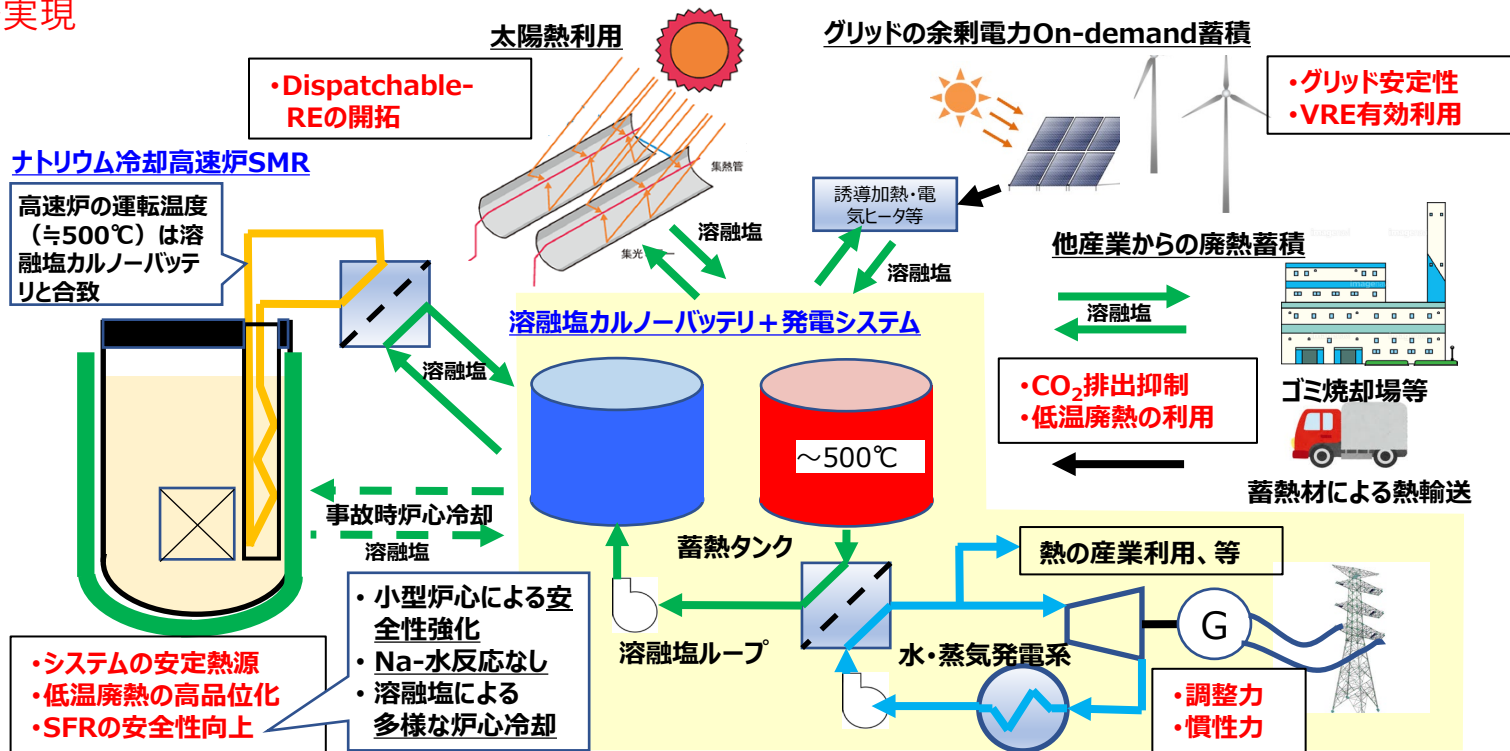 実現
太陽熱利用
・Dispatchable-
REの開拓
集熱管
溶融塩
グリッドの余剰電力On-demand蓄積
・グリッド安定性
・VRE有効利用
誘導加熱・電
気ヒータ等
溶融塩
ナトリウム冷却高速炉SMR
高速炉の運転温度
（≒500℃）は溶
融塩カルノーバッテ
リと合致
溶融塩
他産業からの廃熱蓄積
溶融塩
・CO₂排出抑制
・低温廃熱の利用
ゴミ焼却場等
蓄熱材による熱輸送
溶融塩カルノーバッテリ＋発電システム
～500℃
蓄熱タンク
事故時炉心冷却
溶融塩
溶融塩ループ
熱の産業利用、等
水・蒸気発電系
G
・調整力
・慣性力
・システムの安定熱源
・低温廃熱の高品位化
・SFRの安全性向上
・ 小型炉心による安
全性強化
・ Na-水反応なし
・ 溶融塩による
多様な炉心冷却